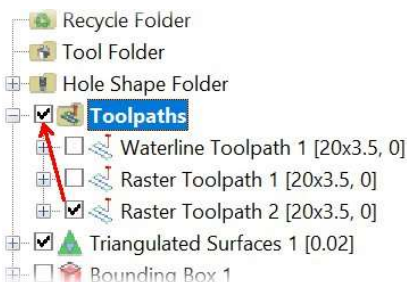 Recycle Folder
Tool Folder
Hole Shape Folder
Toolpaths
Waterline Toolpath 1 [20x3.5, 0]
Raster Toolpath 1 [20x3.5, 0]
Raster Toolpath 2 [20x3.5, 0]
Triangulated Surfaces 1 [0.02]
Bounding Box 1